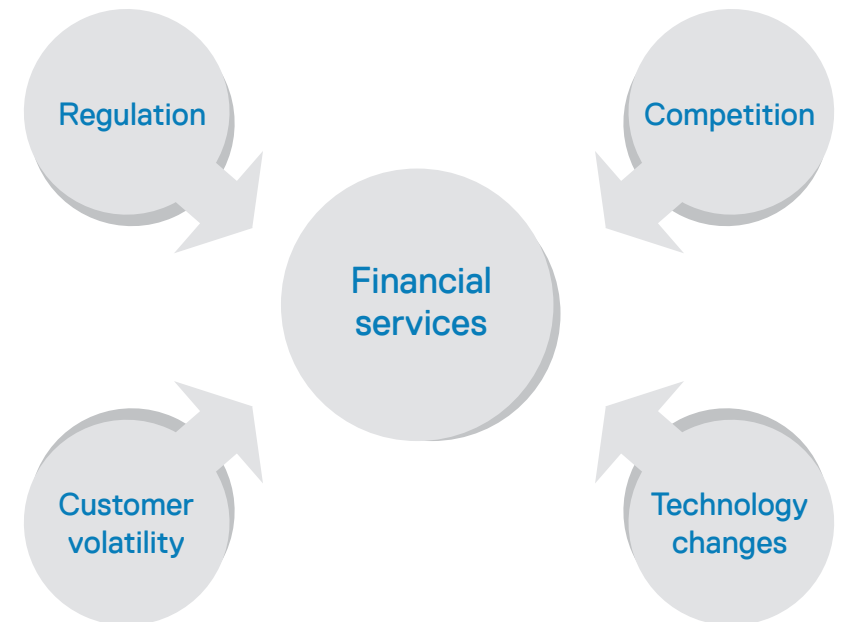 Regulation
Competition
Financial
services
Customer
volatility
Technology
changes